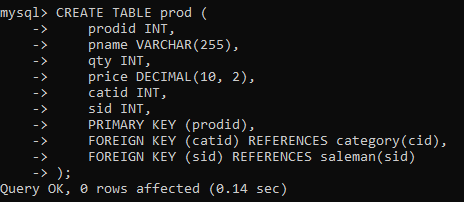 mysql> CREATE TABLE prod (
    ->     prodid INT,
    ->     pname VARCHAR(255),
    ->     qty INT,
    ->     price DECIMAL(10, 2),
    ->     catid INT,
    ->     sid INT,
    ->     PRIMARY KEY (prodid),
    ->     FOREIGN KEY (catid) REFERENCES category(cid),
    ->     FOREIGN KEY (sid) REFERENCES saleman(sid)
    -> );
Query OK, 0 rows affected (0.14 sec)